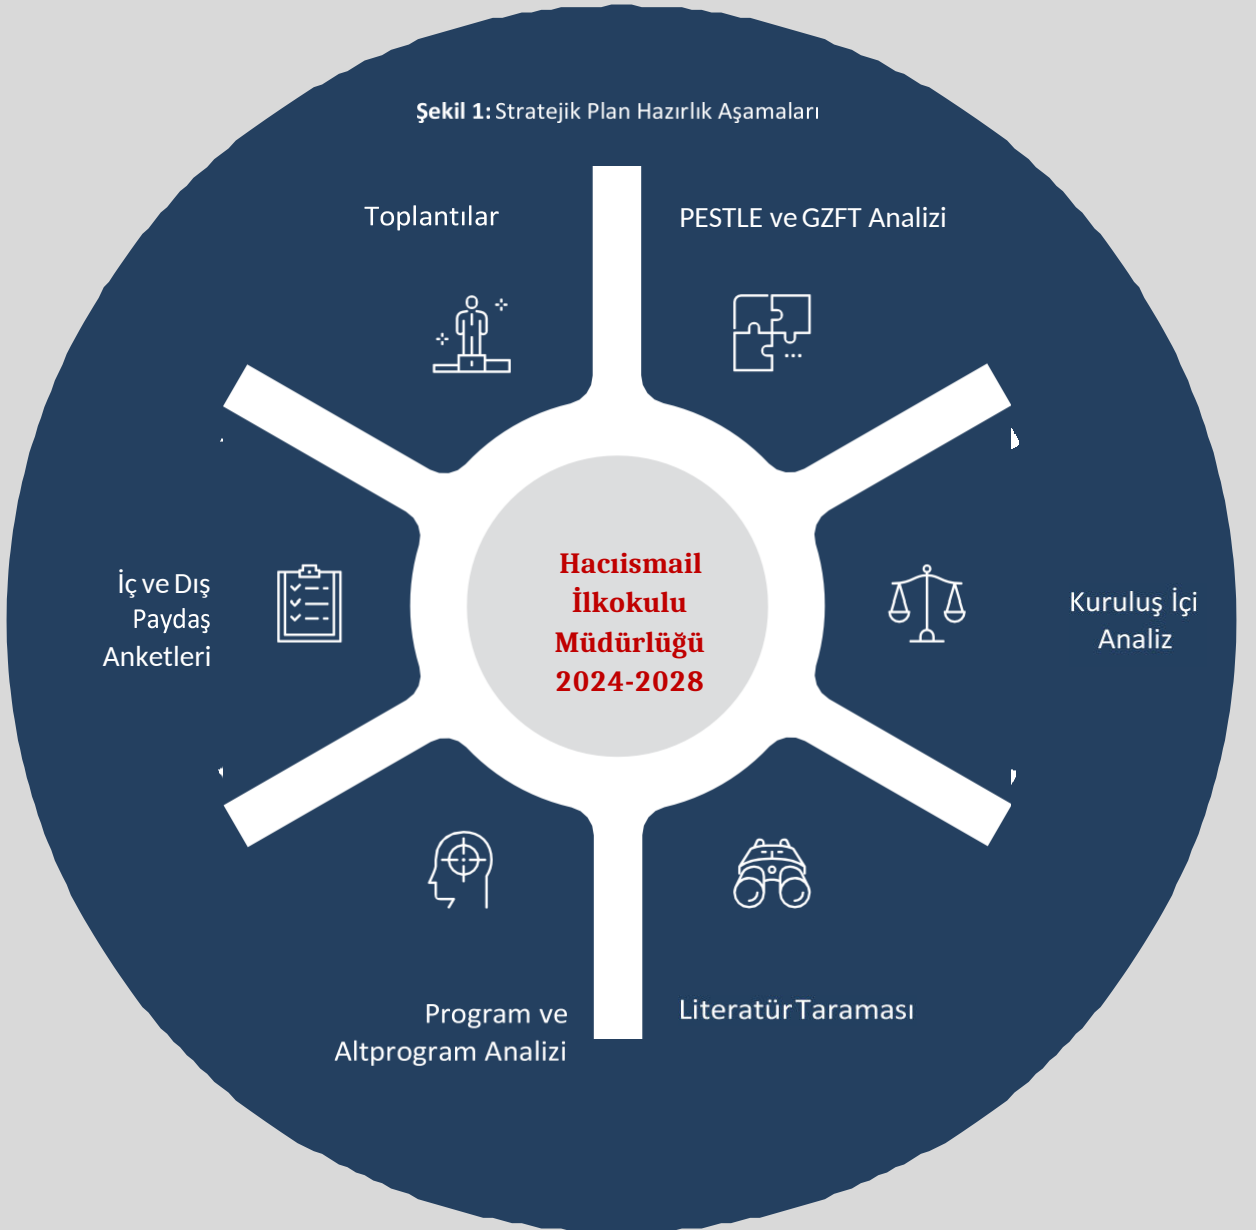 Şekil 1: Stratejik Plan Hazırlık Aşamaları
Toplantılar
PESTLE ve GZFT Analizi
İç ve Dış
Paydaş
Anketleri
Hacıismail
İlkokulu
Müdürlüğü
2024-2028
Kuruluş İçi
Analiz
Program ve
Altprogram Analizi
Literatür Taraması